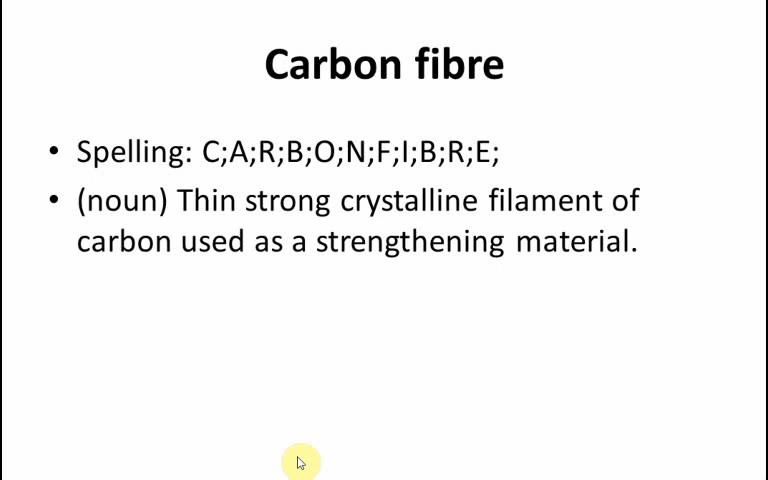 Carbon fibre
• Spelling: C;A;R;B;O;N;F;I;B;R;E;
• (noun) Thin strong crystalline filament of
carbon used as a strengthening material.